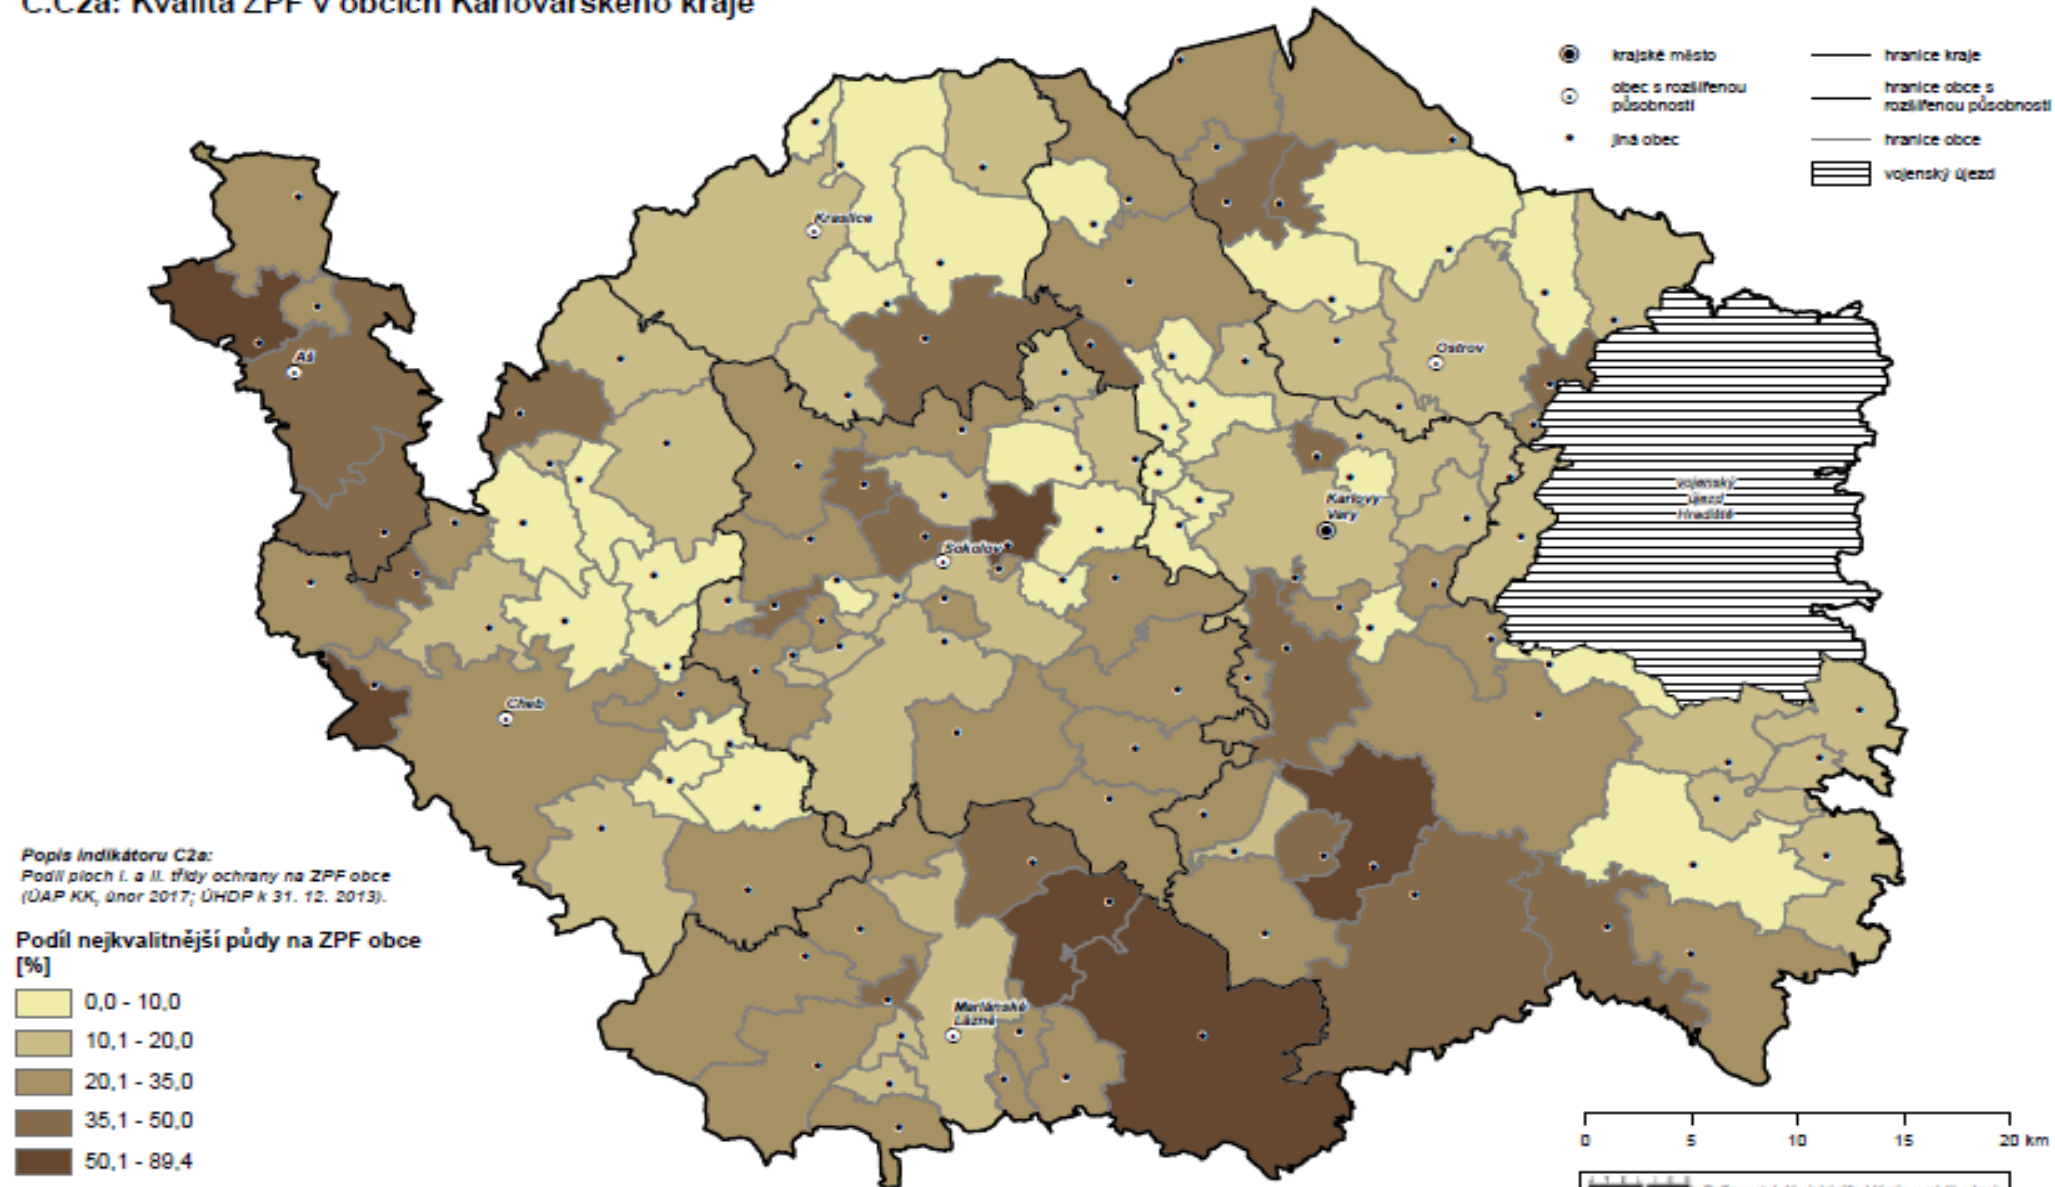 C.C2a: Kvalita ZPF v obcích Karlovarského kraje
krajské město
hranice kraje
obec s rozšířenou
působností
hranice obce s
rozšířenou působností
jiná obec
hranice obce
vojenský újezd
Kraslice
Aš
Ostrov
Karlovy
Vary
vojenský
újezd
Hradiště
Sokolov
Cheb
Mariánské
Lázně
Popis indikátoru C2a:
Podíl ploch I. a II. třídy ochrany na ZPF obce
(ÚAP KK, únor 2017; ÚHDP k 31. 12. 2013).
Podíl nejkvalitnější půdy na ZPF obce
[%]
0,0 - 10,0
10,1 - 20,0
20,1 - 35,0
35,1 - 50,0
50,1 - 89,4
0 5 10 15 20 km